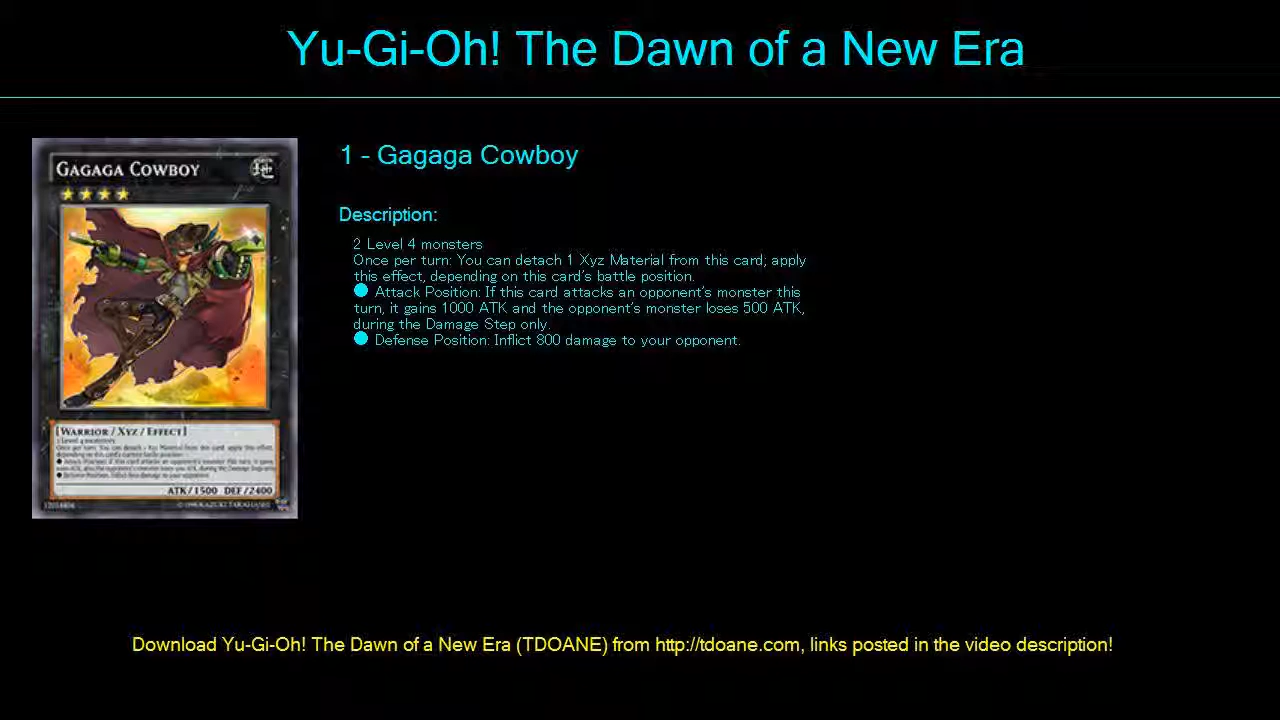 Yu-Gi-Oh! The Dawn of a New Era
GAGAGA COWBOY
地
1 - Gagaga Cowboy
Description:
2 Level 4 monsters
Once per turn: You can detach 1 Xyz Material from this card; apply
this effect, depending on this card's battle position.
● Attack Position: If this card attacks an opponent's monster this
turn, it gains 1000 ATK and the opponent's monster loses 500 ATK,
during the Damage Step only.
● Defense Position: Inflict 800 damage to your opponent.
[WARRIOR / XYZ / EFFECT]
ATK/1500 DEF/2400
Download Yu-Gi-Oh! The Dawn of a New Era (TDOANE) from http://tdoane.com, links posted in the video description!